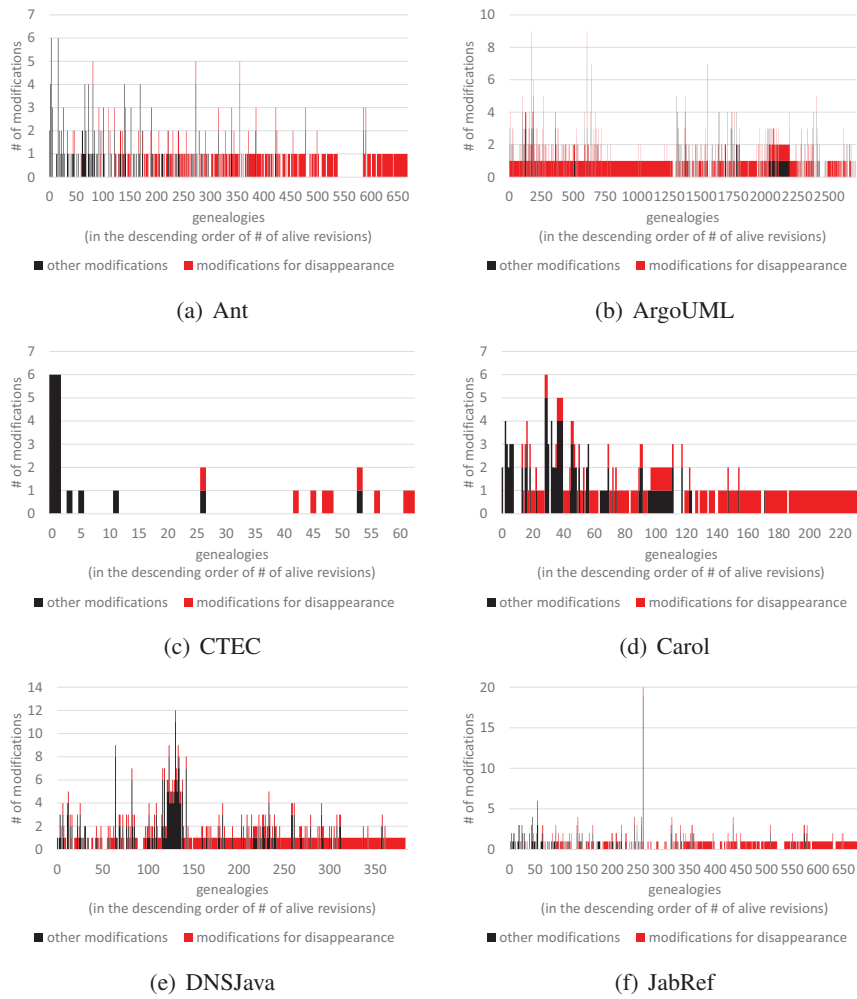 7
6
5
4
3
2
1
0
# of modifications
0 50 100 150 200 250 300 350 400 450 500 550 600 650
genealogies
(in the descending order of # of alive revisions)
other modifications modifications for disappearance
(a) Ant
10
8
6
4
2
0
# of modifications
0 250 500 750 1000 1250 1500 1750 2000 2250 2500
genealogies
(in the descending order of # of alive revisions)
other modifications modifications for disappearance
(b) ArgoUML
7
6
5
4
3
2
1
0
# of modifications
0 5 10 15 20 25 30 35 40 45 50 55 60
genealogies
(in the descending order of # of alive revisions)
other modifications modifications for disappearance
(c) CTEC
7
6
5
4
3
2
1
0
# of modifications
0 20 40 60 80 100 120 140 160 180 200 220
genealogies
(in the descending order of # of alive revisions)
other modifications modifications for disappearance
(d) Carol
14
12
10
8
6
4
2
0
# of modifications
0 50 100 150 200 250 300 350
genealogies
(in the descending order of # of alive revisions)
other modifications modifications for disappearance
(e) DNSJava
20
15
10
5
0
# of modifications
0 50 100 150 200 250 300 350 400 450 500 550 600 650
genealogies
(in the descending order of # of alive revisions)
other modifications modifications for disappearance
(f) JabRef